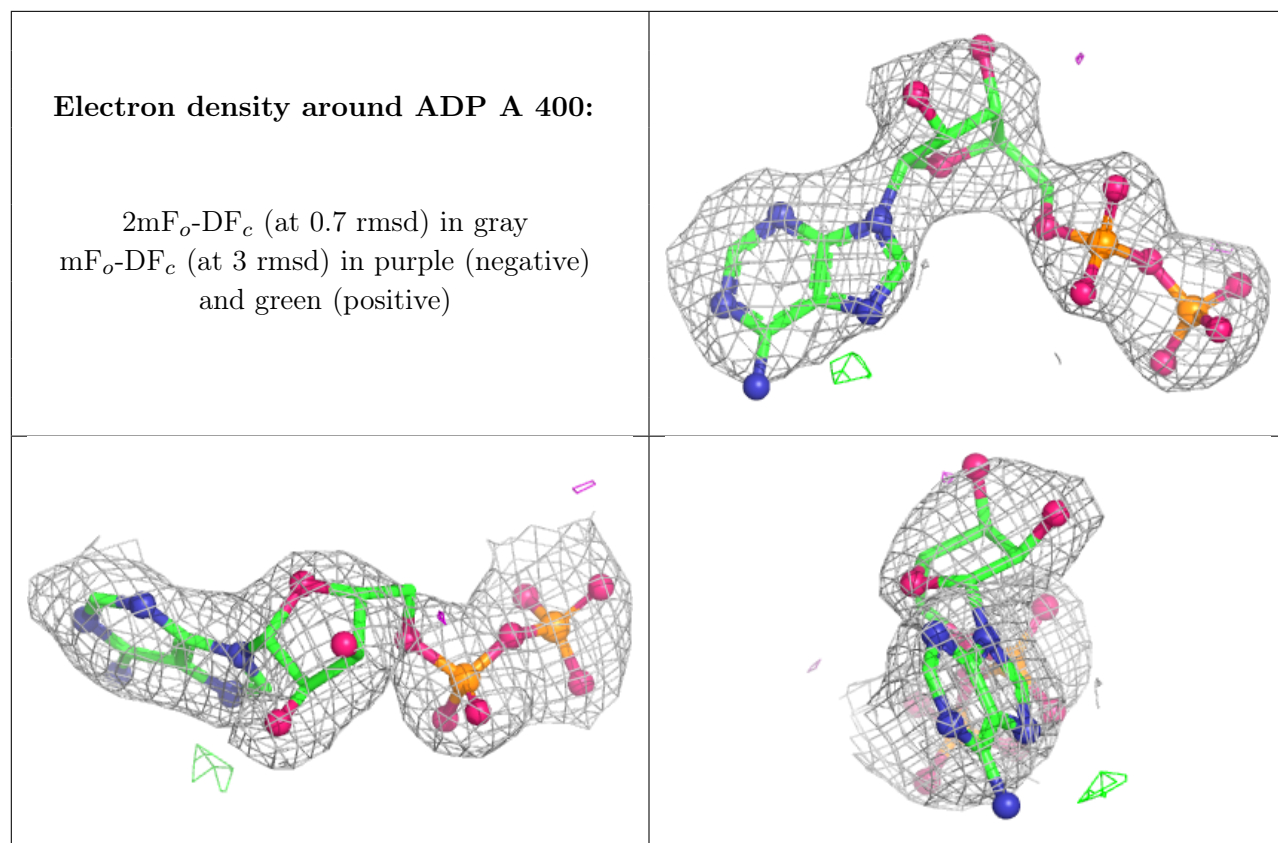 Electron density around ADP A 400:
2mFo-DFc (at 0.7 rmsd) in gray
mFo-DFc (at 3 rmsd) in purple (negative)
and green (positive)